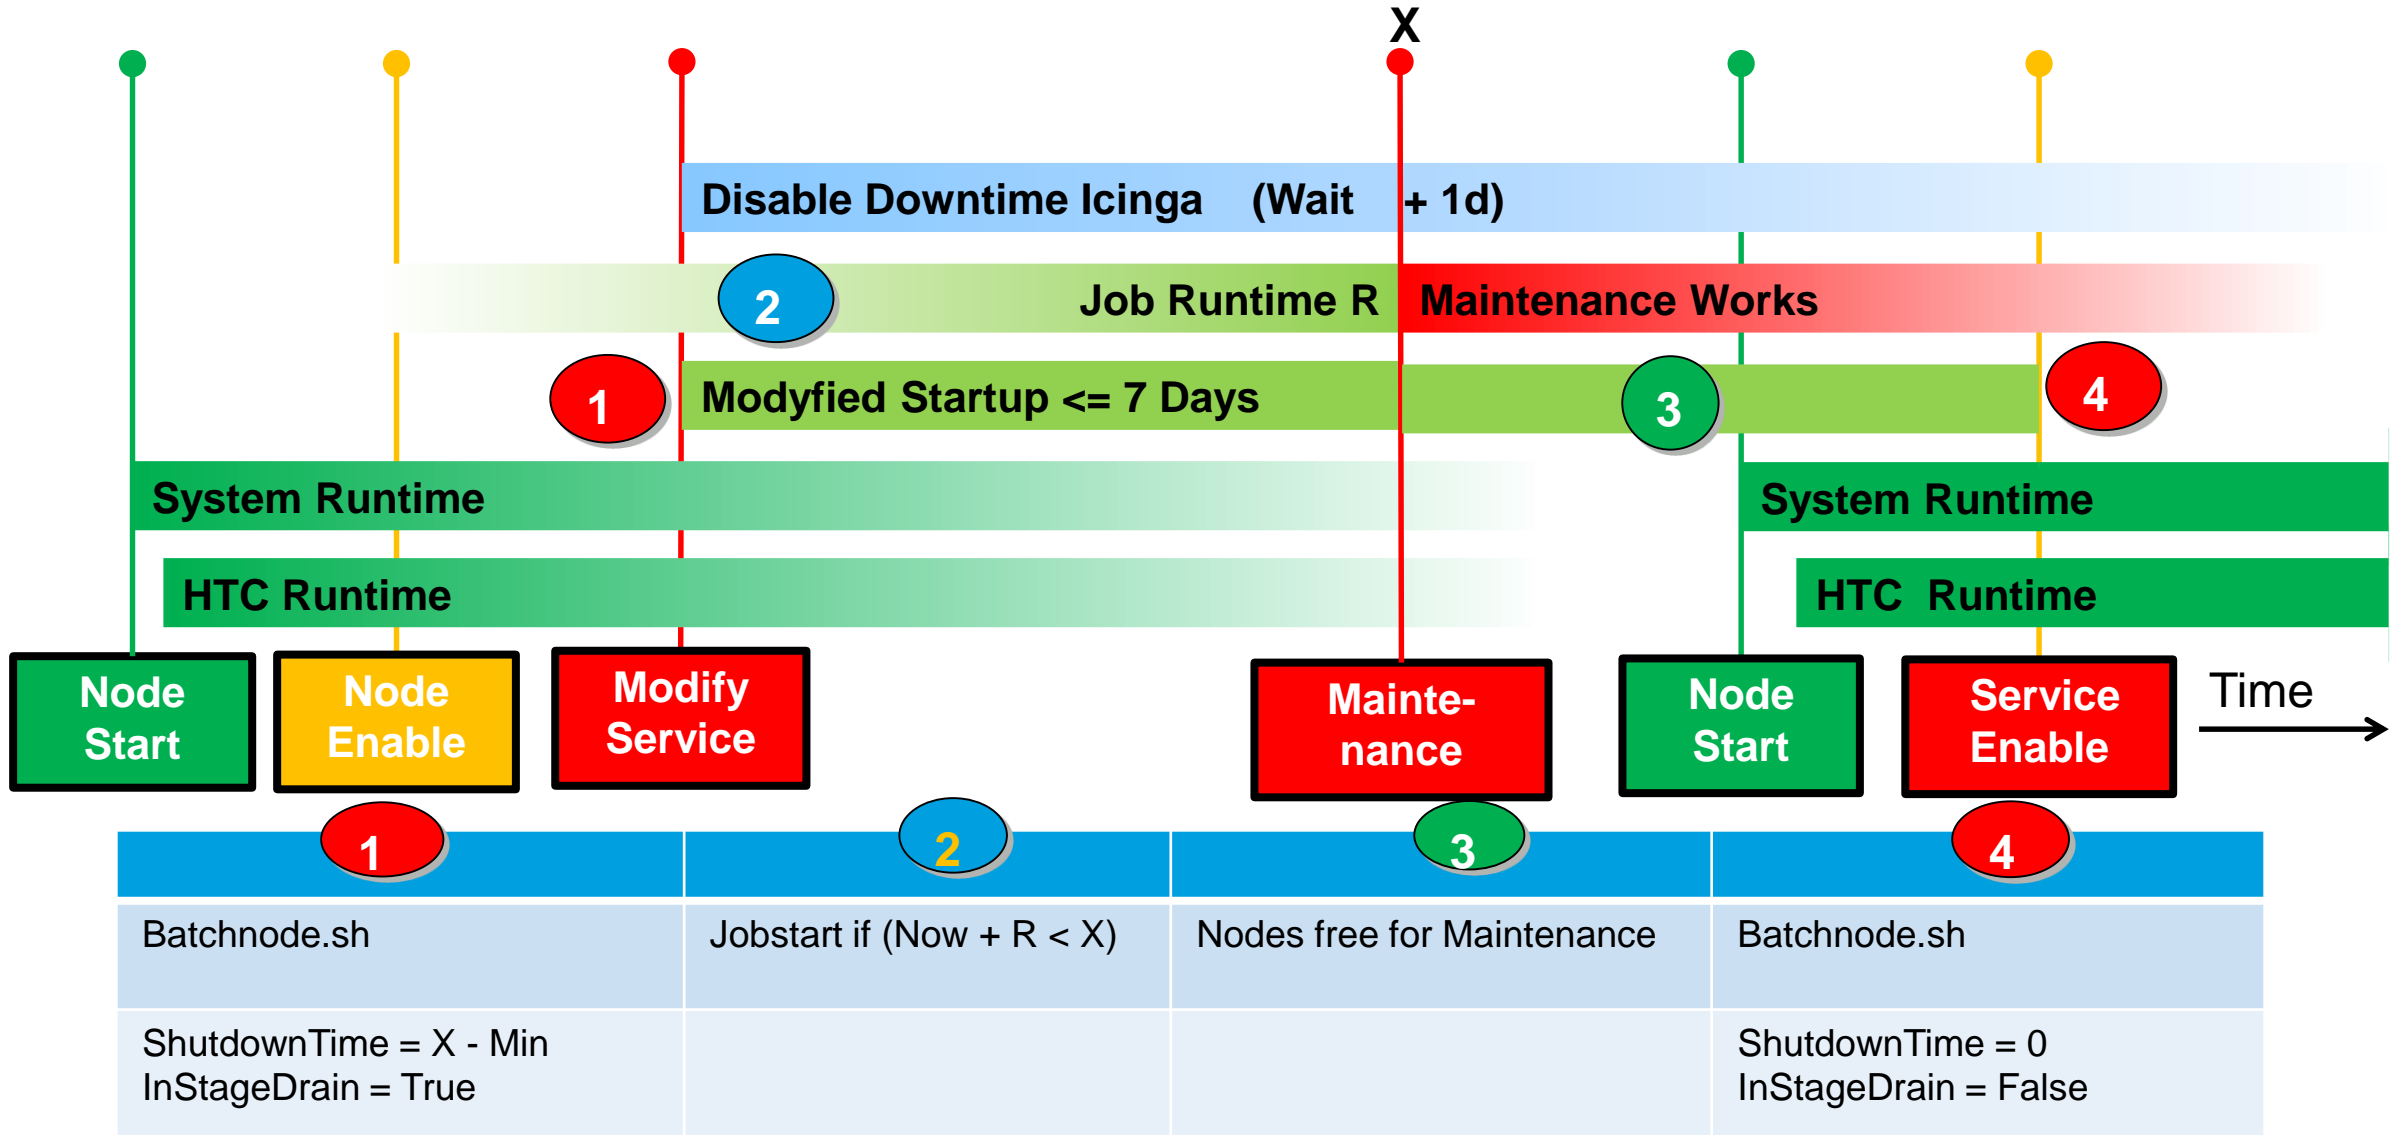 X
Disable Downtime Icinga (Wait + 1d)
2
Job Runtime R
Maintenance Works
1
Modyfied Startup <= 7 Days
3
4
System Runtime
System Runtime
HTC Runtime
HTC Runtime
Node
Start
Node
Enable
Modify
Service
Mainte-
nance
Node
Start
Service
Enable
Time
1
2
3
4
Batchnode.sh
Jobstart if (Now + R < X)
Nodes free for Maintenance
Batchnode.sh
ShutdownTime = X - Min
InStageDrain = True
ShutdownTime = 0
InStageDrain = False